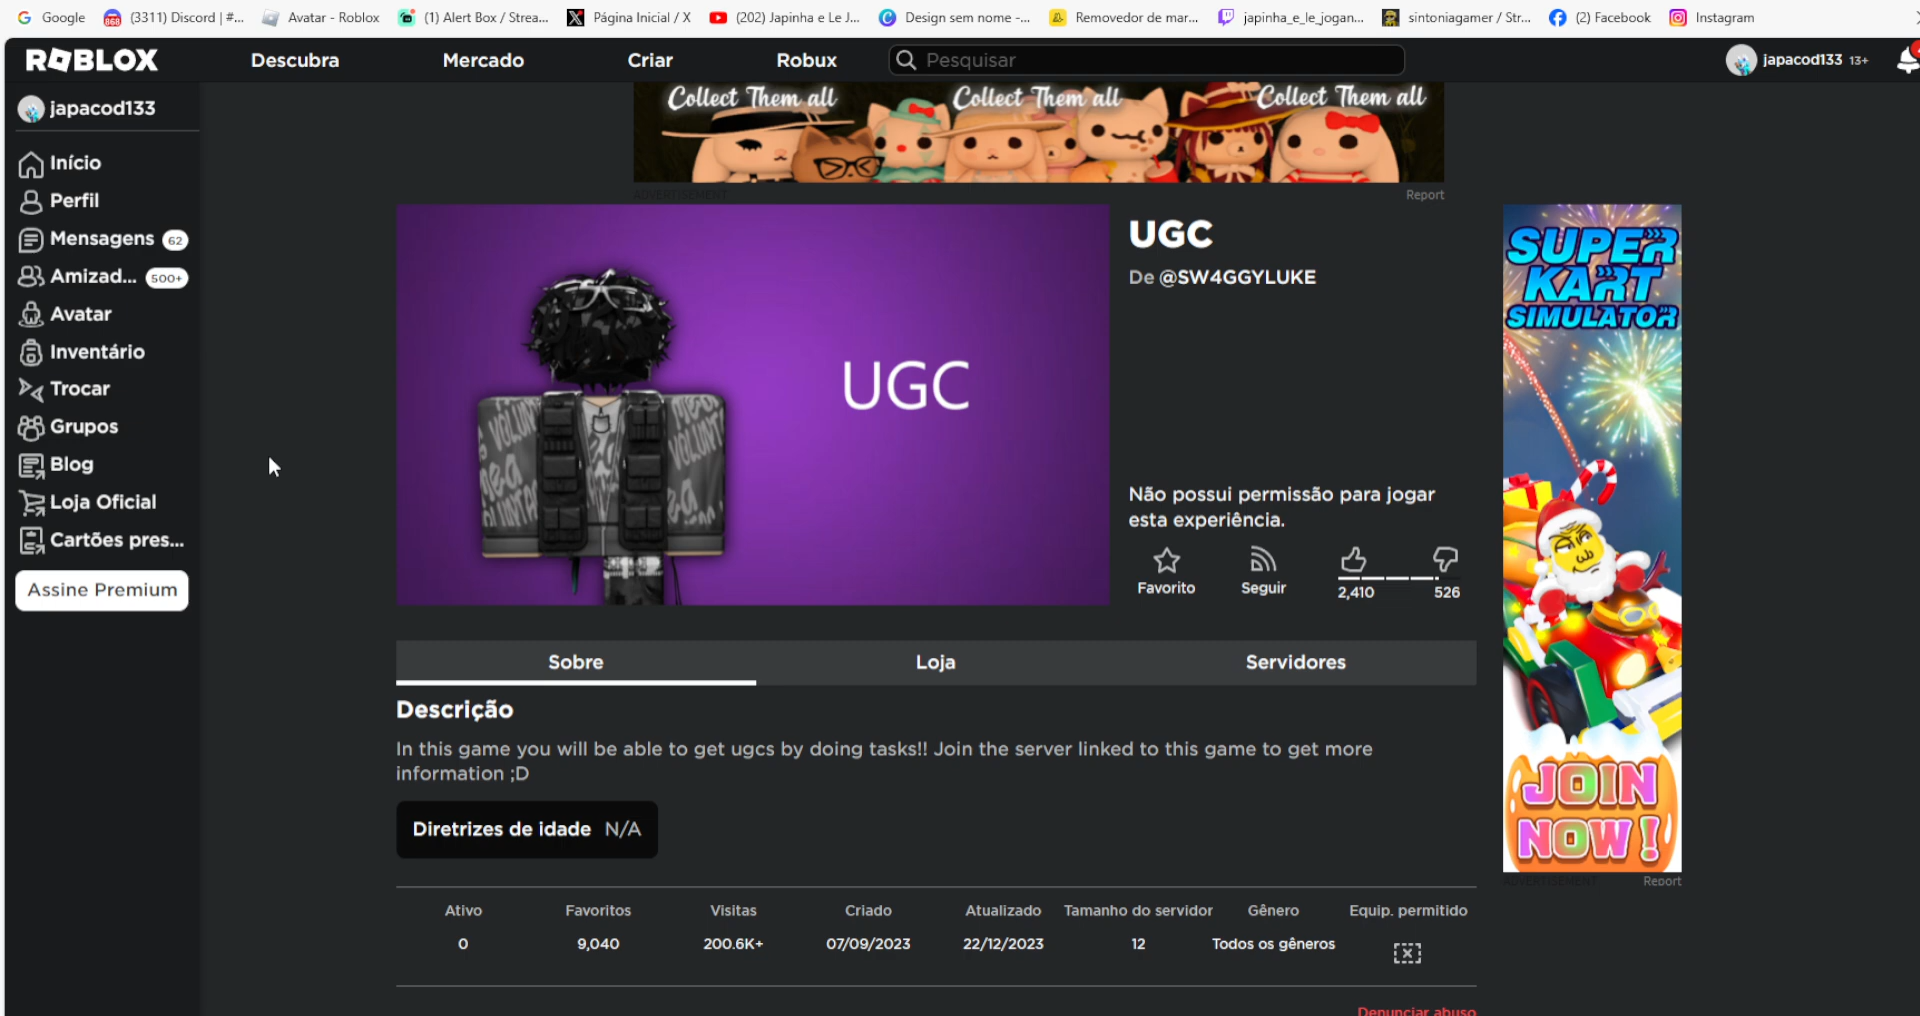 Google
(3311) Discord | #...
Avatar - Roblox
(1) Alert Box / Strea...
Página Inicial / X
(202) Japinha e Le J...
Design sem nome -...
Removedor de mar...
japinha_e_le_jogan...
sintoniagamer / Str...
(2) Facebook
Instagram
ROBLOX
Descubra
Mercado
Criar
Robux
Pesquisar
japacod133 13+
japacod133
Início
Perfil
Mensagens 62
Amizad... 500+
Avatar
Inventário
Trocar
Grupos
Blog
Loja Oficial
Cartões pres...
Assine Premium
Collect Them all
Collect Them all
Collect Them all
ADVERTISEMENT
Report
UGC
UGC
De @SW4GGYLUKE
Não possui permissão para jogar
esta experiência.
Favorito
Seguir
2,410
526
SUPER
KART
SIMULATOR
JOIN
NOW!
ADVERTISEMENT
Report
Sobre
Loja
Servidores
Descrição
In this game you will be able to get ugcs by doing tasks!! Join the server linked to this game to get more
information ;D
Diretrizes de idade N/A
Ativo
Favoritos
Visitas
Criado
Atualizado
Tamanho do servidor
Gênero
Equip. permitido
0
9,040
200.6K+
07/09/2023
22/12/2023
12
Todos os gêneros
Denunciar abuso